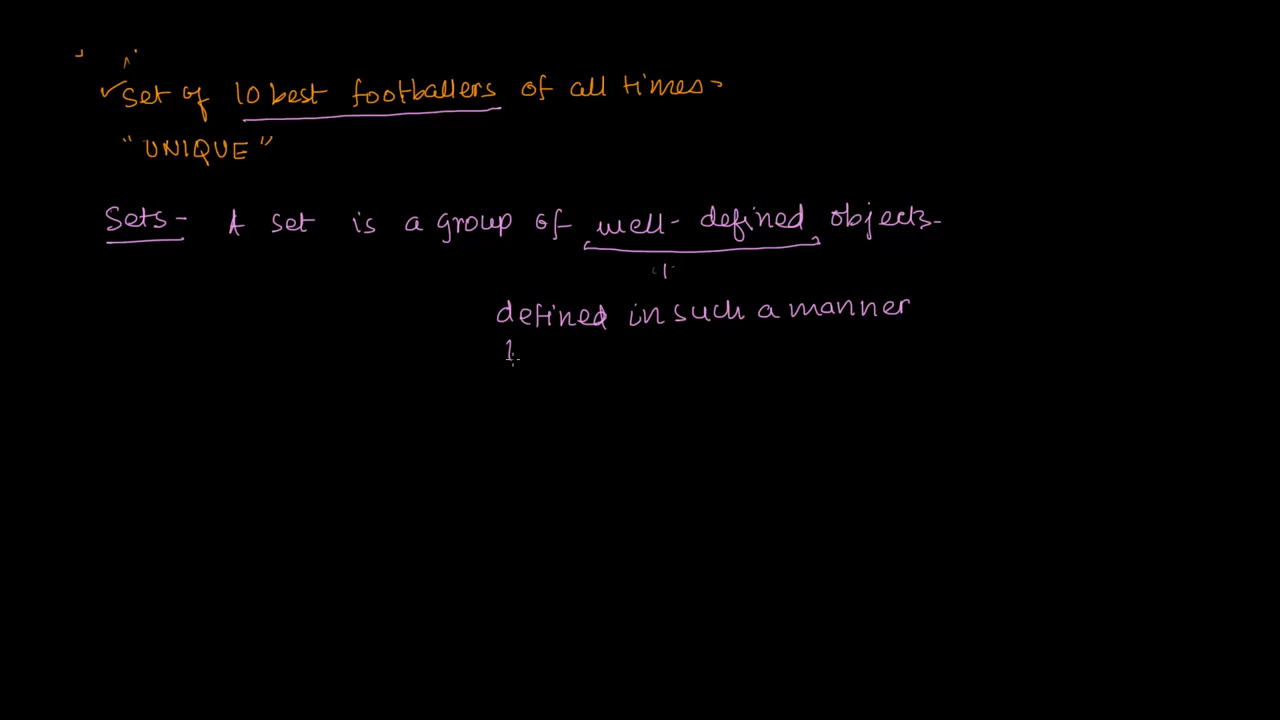 Set of 10 best footballers of all times-
"UNIQUE"
Sets- A set is a group of well-defined objects-
defined in such a manner